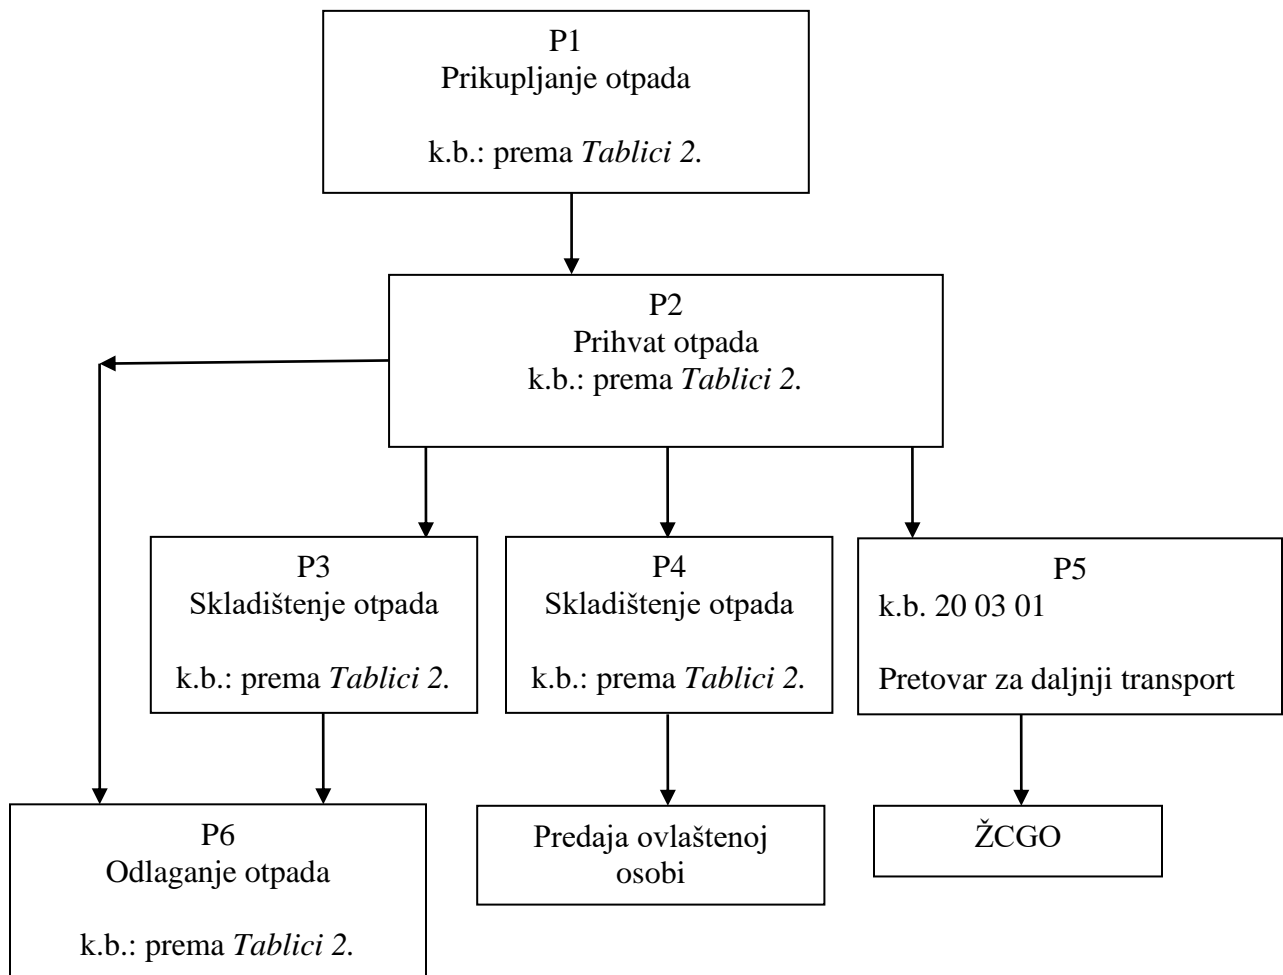 P1
Prikupljanje otpada
k.b.: prema Tablici 2.
P2
Prihvat otpada
k.b.: prema Tablici 2.
P3
Skladištenje otpada
k.b.: prema Tablici 2.
P4
Skladištenje otpada
k.b.: prema Tablici 2.
P5
k.b. 20 03 01
Pretovar za daljnji transport
P6
Odlaganje otpada
k.b.: prema Tablici 2.
Predaja ovlaštenoj
osobi
ŽCGO